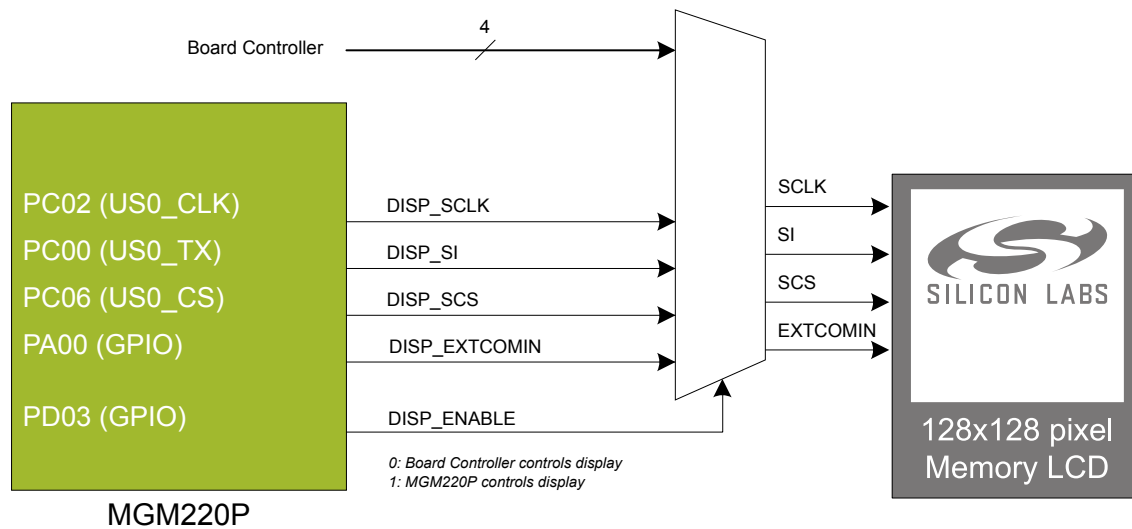 4
Board Controller
PC02 (US0_CLK)
PC00 (US0_TX)
PC06 (US0_CS)
PA00 (GPIO)
PD03 (GPIO)
MGM220P
DISP_SCLK
DISP_SI
DISP_SCS
DISP_EXTCOMIN
DISP_ENABLE
0: Board Controller controls display
1: MGM220P controls display
SCLK
SI
SCS
EXTCOMIN
SILICON LABS
128x128 pixel
Memory LCD